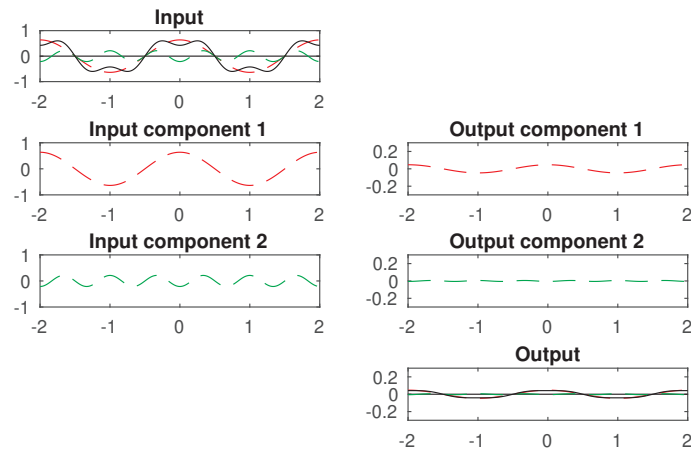 Input
1
0
-1
-2 -1 0 1 2
Input component 1
1
0
-1
-2 -1 0 1 2
Output component 1
0.2
0
-0.2
-2 -1 0 1 2
Input component 2
1
0
-1
-2 -1 0 1 2
Output component 2
0.2
0
-0.2
-2 -1 0 1 2
Output
0.2
0
-0.2
-2 -1 0 1 2